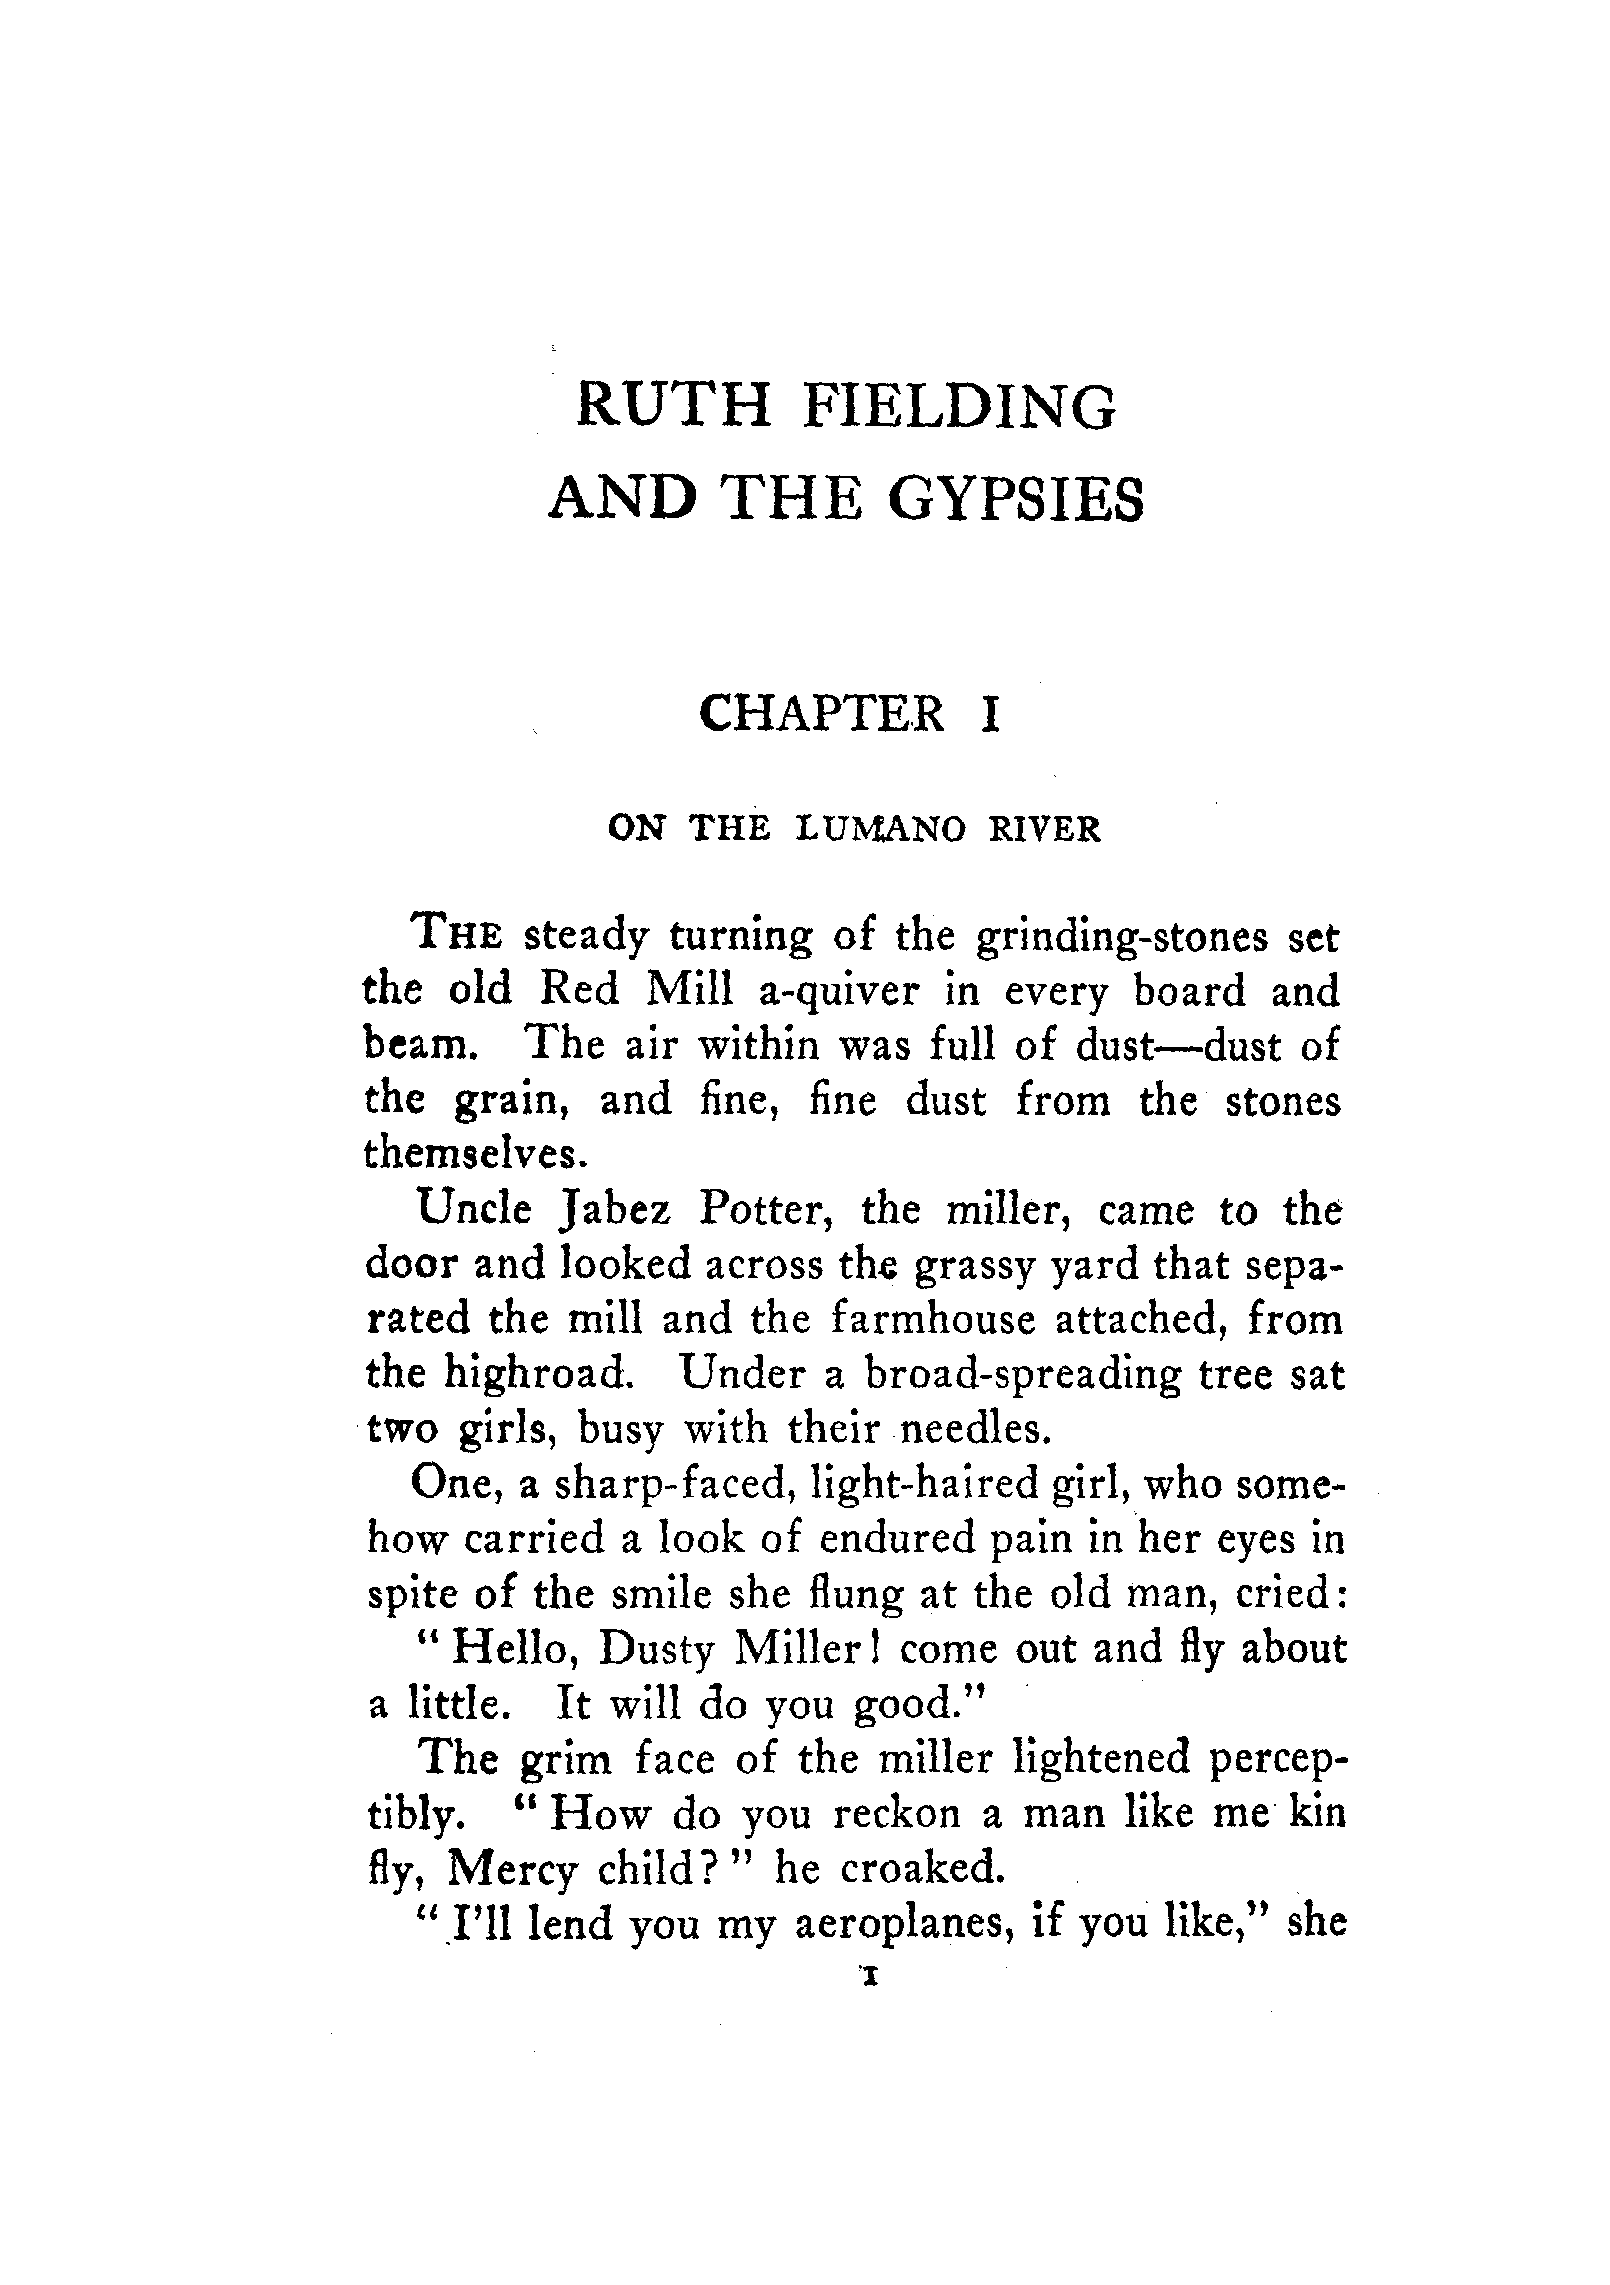 RUTH FIELDING
AND THE GYPSIES
CHAPTER I
ON THE LUMANO RIVER
THE steady turning of the grinding-stones set
the old Red Mill a-quiver in every board and
beam. The air within was full of dust—dust of
the grain, and fine, fine dust from the stones
themselves.
Uncle Jabez Potter, the miller, came to the
door and looked across the grassy yard that sepa-
rated the mill and the farmhouse attached, from
the highroad. Under a broad-spreading tree sat
two girls, busy with their needles.
One, a sharp-faced, light-haired girl, who some-
how carried a look of endured pain in her eyes in
spite of the smile she flung at the old man, cried:
“ Hello, Dusty Miller! come out and fly about
a little. It will do you good.”
The grim face of the miller lightened percep-
tibly. “ How do you reckon a man like me kin
fly, Mercy child? ” he croaked.
“ I’ll lend you my aeroplanes, if you like,” she
1